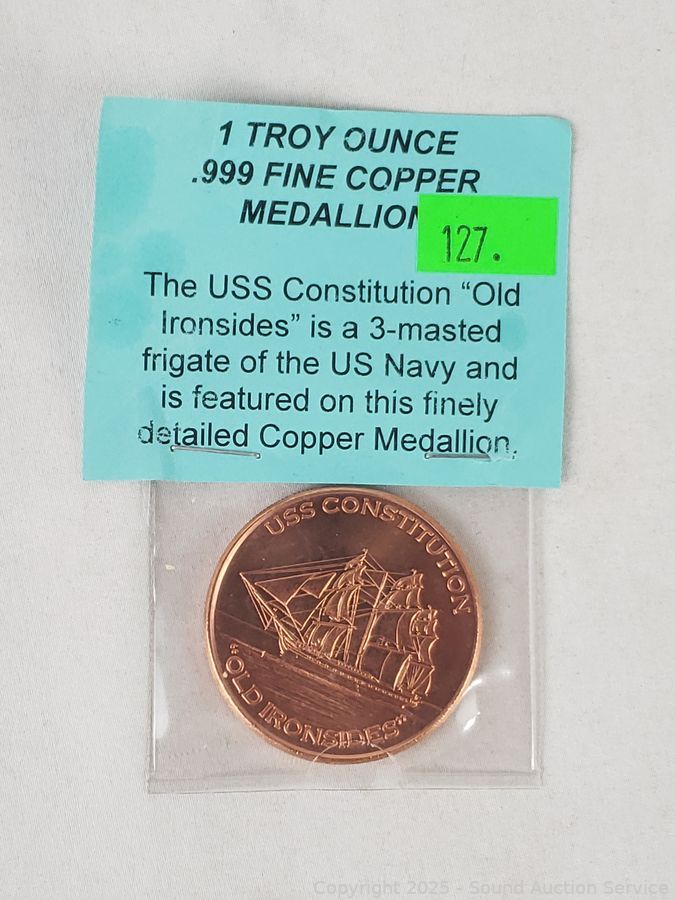 1 TROY OUNCE
.999 FINE COPPER
MEDALLION
127.
The USS Constitution “Old
Ironsides” is a 3-masted
frigate of the US Navy and
is featured on this finely
detailed Copper Medallion.
USS CONSTITUTION
“OLD IRONSIDES”
Copyright 2025 - Sound Auction Service